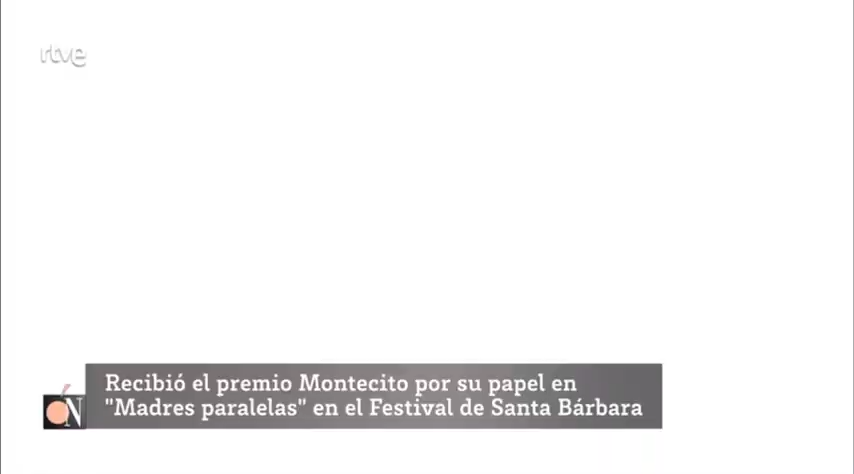 rtve
Recibió el premio Montecito por su papel en
"Madres paralelas" en el Festival de Santa Bárbara